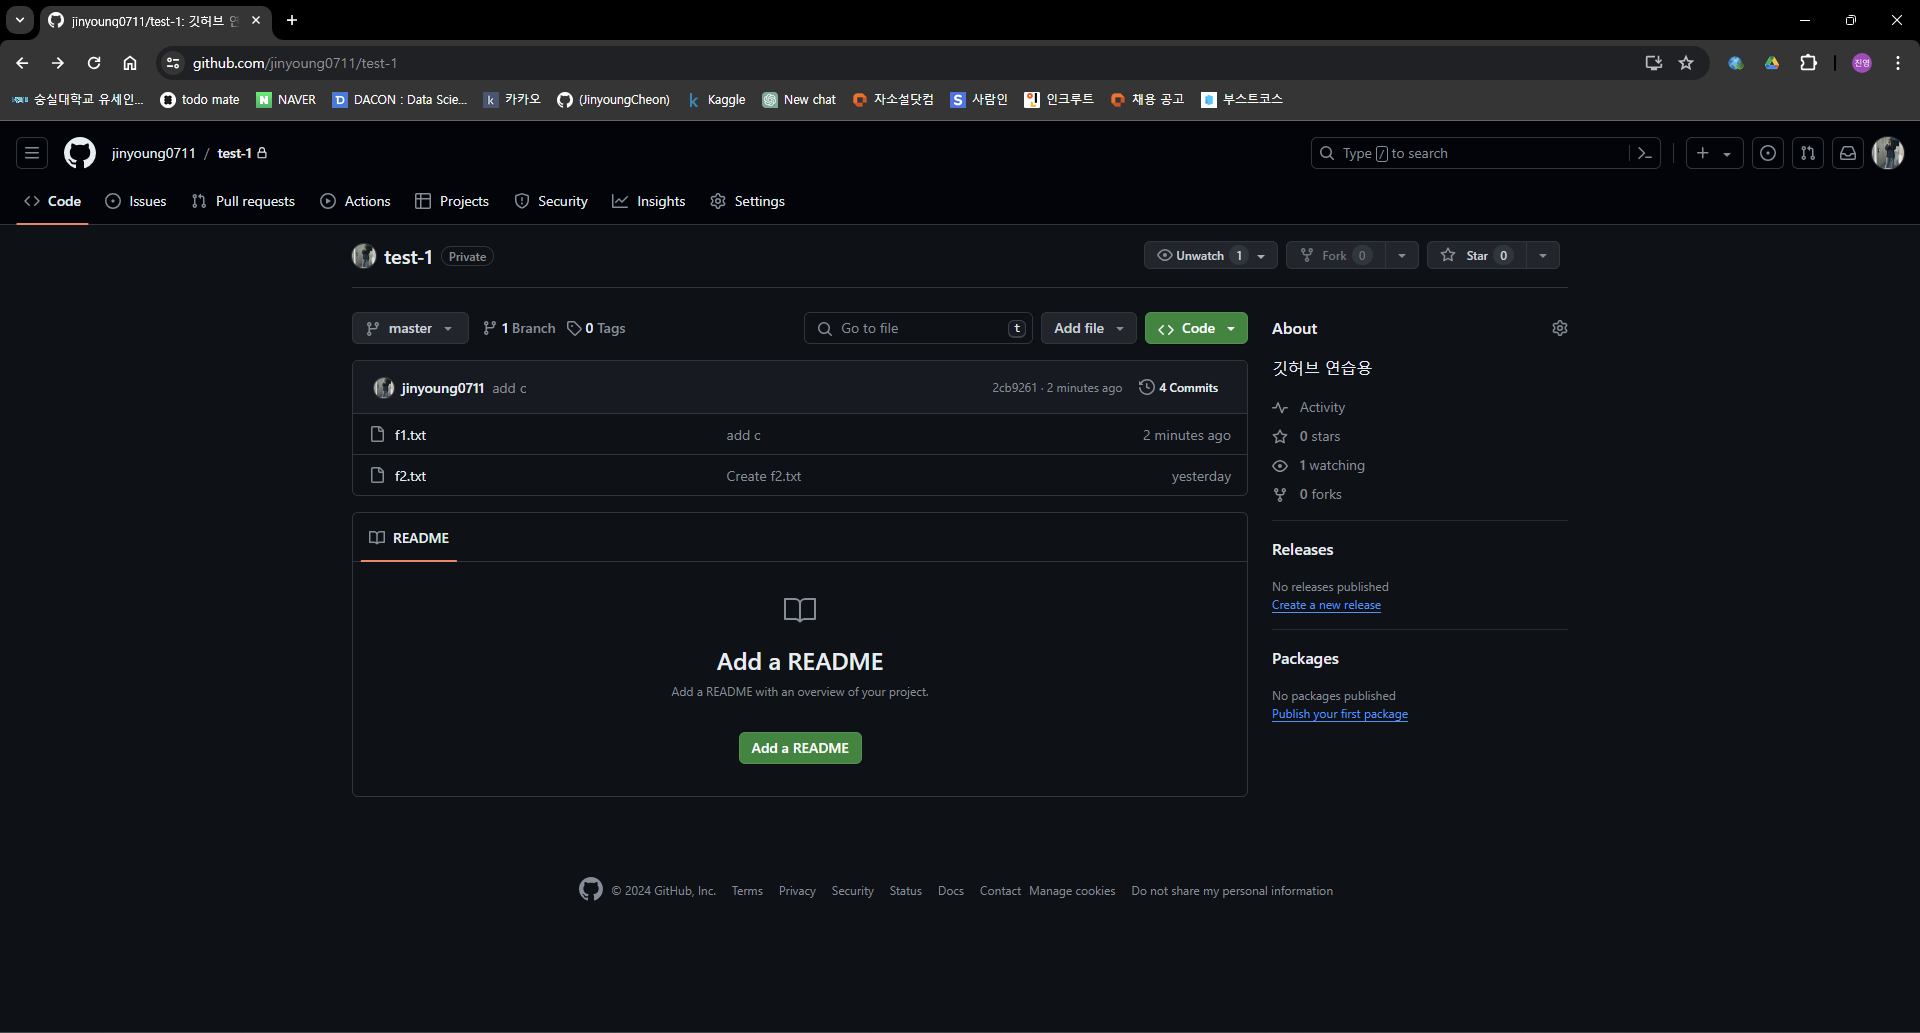 jinyoung0711/test-1: 깃허브 연
github.com/jinyoung0711/test-1
진영
숭실대학교 유세인...
todo mate
NAVER
DACON : Data Scie...
카카오
(JinyoungCheon)
Kaggle
New chat
자소설닷컴
사람인
인크루트
채용 공고
부스트코스
jinyoung0711 / test-1
Type / to search
Code
Issues
Pull requests
Actions
Projects
Security
Insights
Settings
test-1 Private
Unwatch 1
Fork 0
Star 0
master
1 Branch
0 Tags
Go to file t
Add file
Code
jinyoung0711 add c
2cb9261 · 2 minutes ago
4 Commits
f1.txt add c 2 minutes ago
f2.txt Create f2.txt yesterday
README
Add a README
Add a README with an overview of your project.
Add a README
About
깃허브 연습용
Activity
0 stars
1 watching
0 forks
Releases
No releases published
Create a new release
Packages
No packages published
Publish your first package
© 2024 GitHub, Inc. Terms Privacy Security Status Docs Contact Manage cookies Do not share my personal information